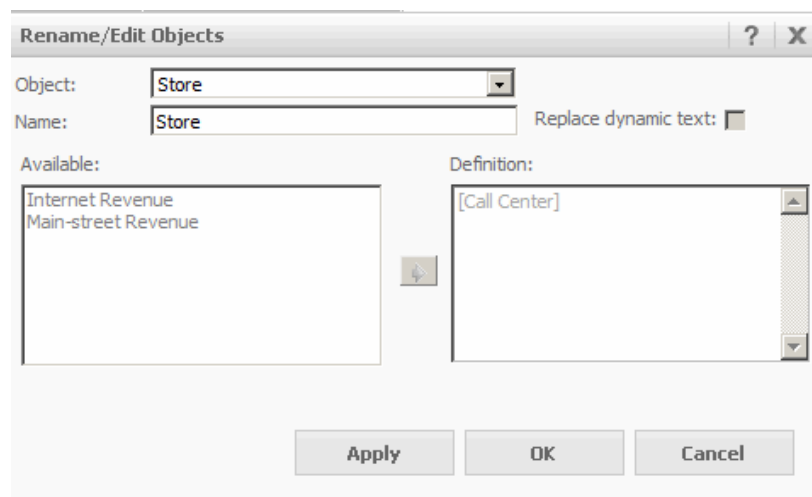 Rename/Edit Objects ? X
Object: Store
Name: Store Replace dynamic text:
Available: Definition:
Internet Revenue [Call Center]
Main-street Revenue
Apply OK Cancel